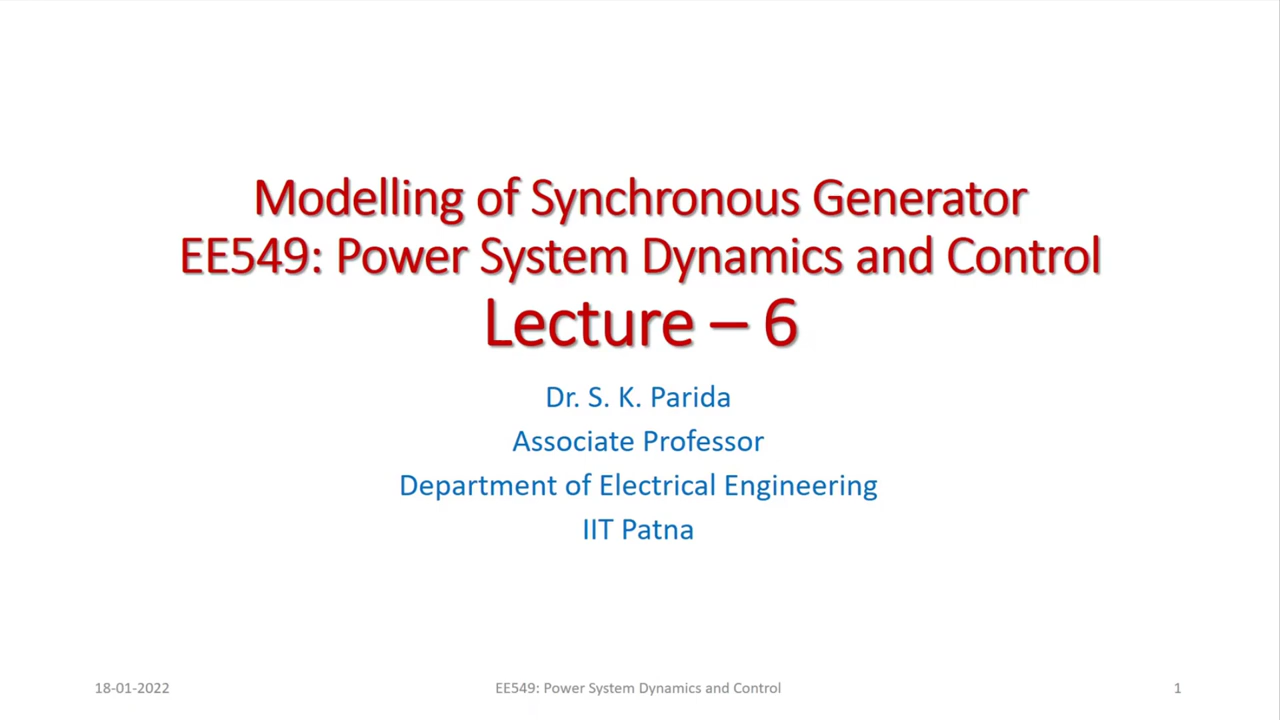 Modelling of Synchronous Generator
EE549: Power System Dynamics and Control
Lecture – 6
Dr. S. K. Parida
Associate Professor
Department of Electrical Engineering
IIT Patna
18-01-2022
EE549: Power System Dynamics and Control
1